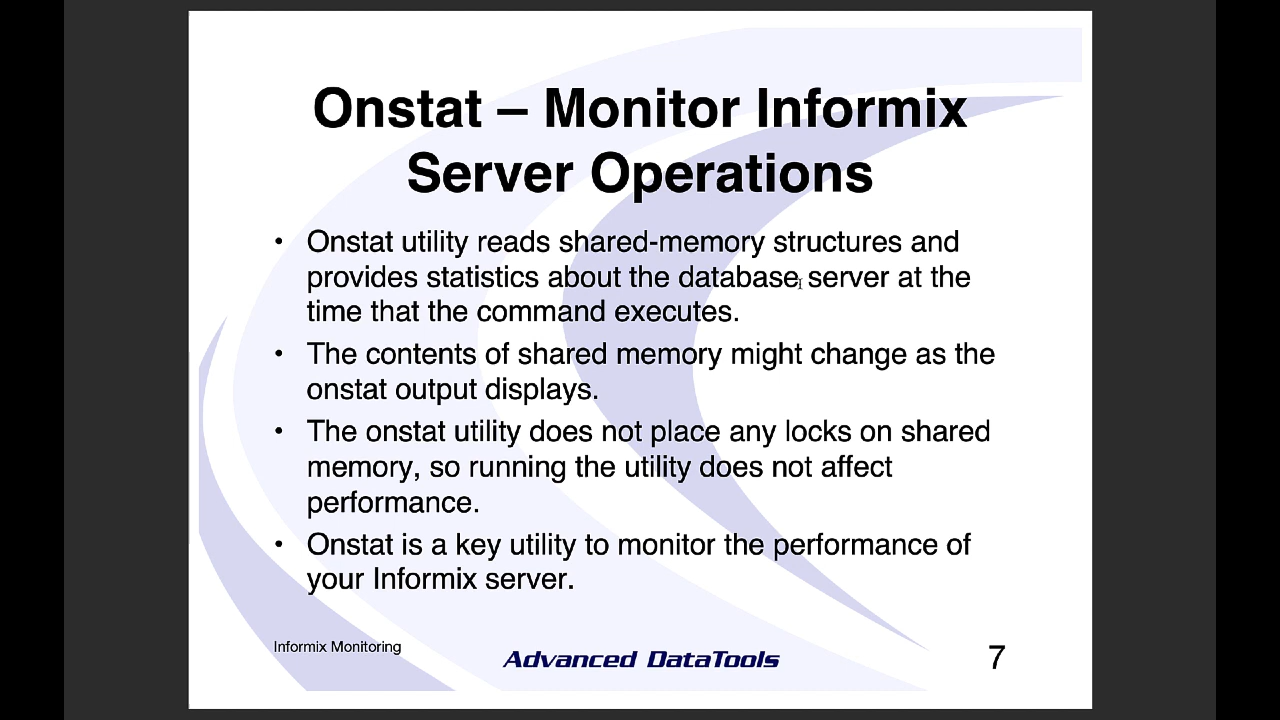 Onstat – Monitor Informix
Server Operations
• Onstat utility reads shared-memory structures and
provides statistics about the database server at the
time that the command executes.
• The contents of shared memory might change as the
onstat output displays.
• The onstat utility does not place any locks on shared
memory, so running the utility does not affect
performance.
• Onstat is a key utility to monitor the performance of
your Informix server.
Informix Monitoring
Advanced DataTools
7